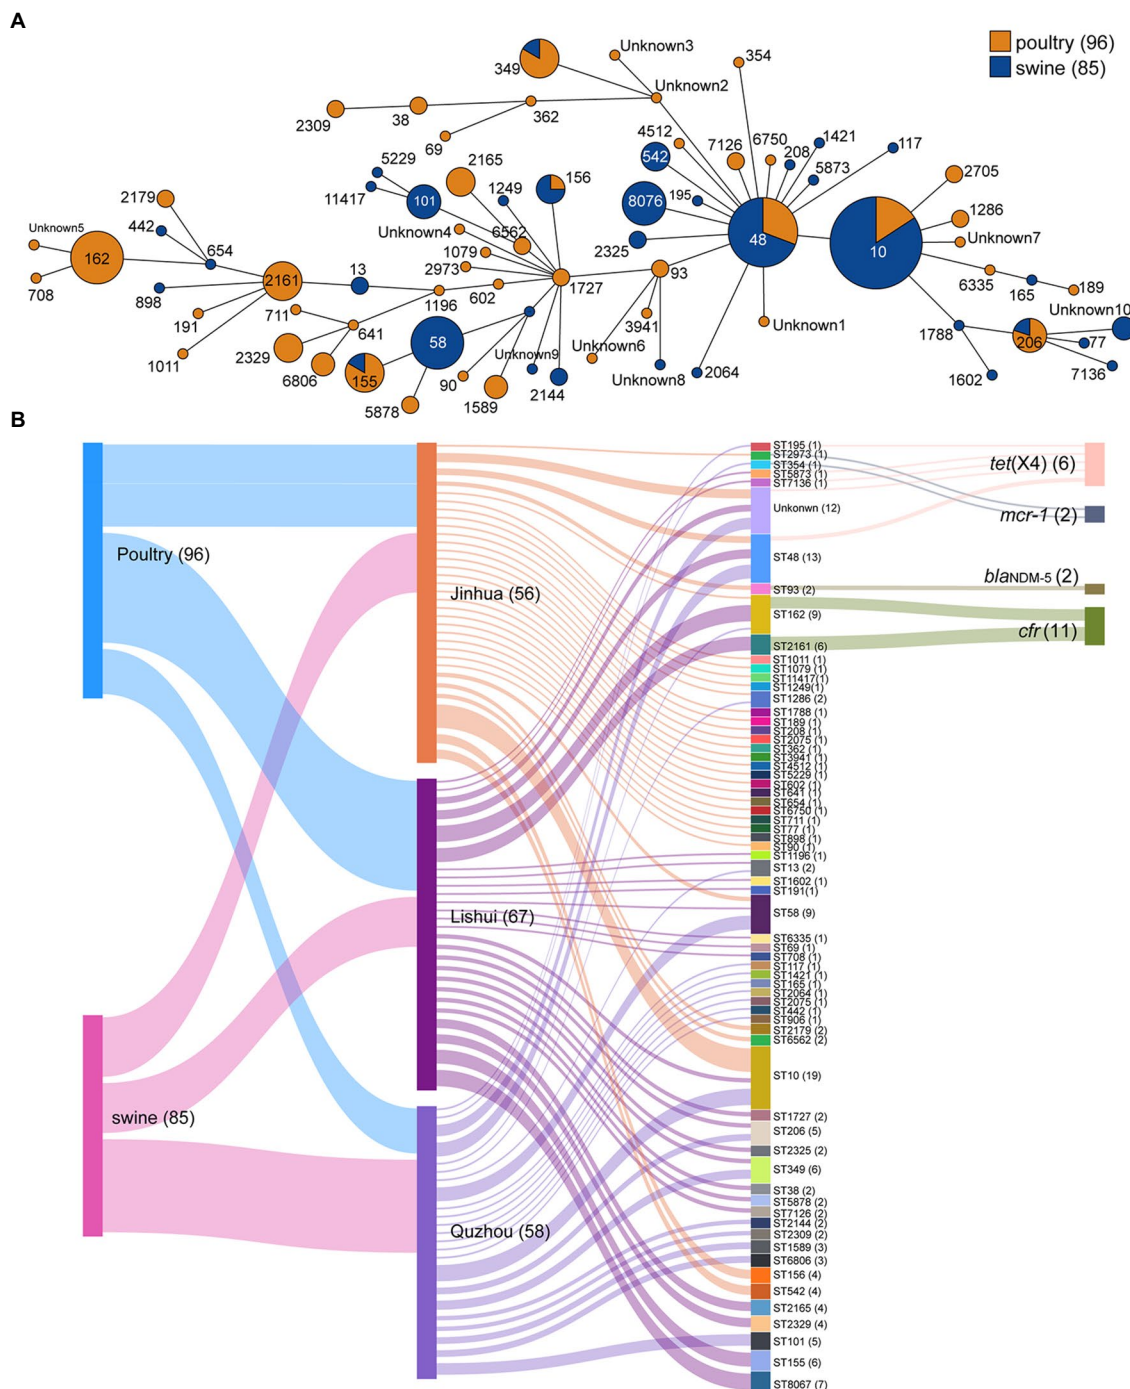 A
poultry (96)
swine (85)
Unknown3
354
349
Unknown2
4512
7126
6750
1421
208
117
2309
38
362
69
542
5873
2705
5229
2165
156
1249
195
8076
11417
101
2179
1286
442
Unknown4
6562
2325
48
10
Unknown7
Unknown5
162
654
1079
2973
93
6335
165
189
708
898
2161
13
1196
602
1727
Unknown10
191
711
641
3941
Unknown1
1788
206
77
1011
2329
58
Unknown9
Unknown6
7136
6806
155
90
2144
Unknown8
2064
1602
5878
1589
B
Poultry (96)
swine (85)
Jinhua (56)
Lishui (67)
Quzhou (58)
ST195 (1)
ST2973 (1)
ST354 (1)
ST5873 (1)
ST7136 (1)
Unkonwn (12)
ST48 (13)
ST93 (2)
ST162 (9)
ST2161 (6)
ST1011 (1)
ST1079 (1)
ST11417(1)
ST1249(1)
ST1286 (2)
ST1788 (1)
ST189 (1)
ST208 (1)
ST2075 (1)
ST362 (1)
ST3941 (1)
ST4512 (1)
ST5229 (1)
ST602 (1)
ST641 (1)
ST654 (1)
ST6750 (1)
ST711 (1)
ST77 (1)
ST898 (1)
ST90 (1)
ST1196 (1)
ST13 (2)
ST1602 (1)
ST191(1)
ST58 (9)
ST6335 (1)
ST69 (1)
ST708 (1)
ST117 (1)
ST1421 (1)
ST165 (1)
ST2064 (1)
ST2075 (1)
ST442 (1)
ST906 (1)
ST2179 (2)
ST6562 (2)
ST10 (19)
ST1727 (2)
ST206 (5)
ST2325 (2)
ST349 (6)
ST38 (2)
ST5878 (2)
ST7126 (2)
ST2144 (2)
ST2309 (2)
ST1589 (3)
ST6806 (3)
ST156 (4)
ST542 (4)
ST2165 (4)
ST2329 (4)
ST101 (5)
ST155 (6)
ST8067 (7)
tet(X4) (6)
mcr-1 (2)
blaNDM-5 (2)
cfr (11)